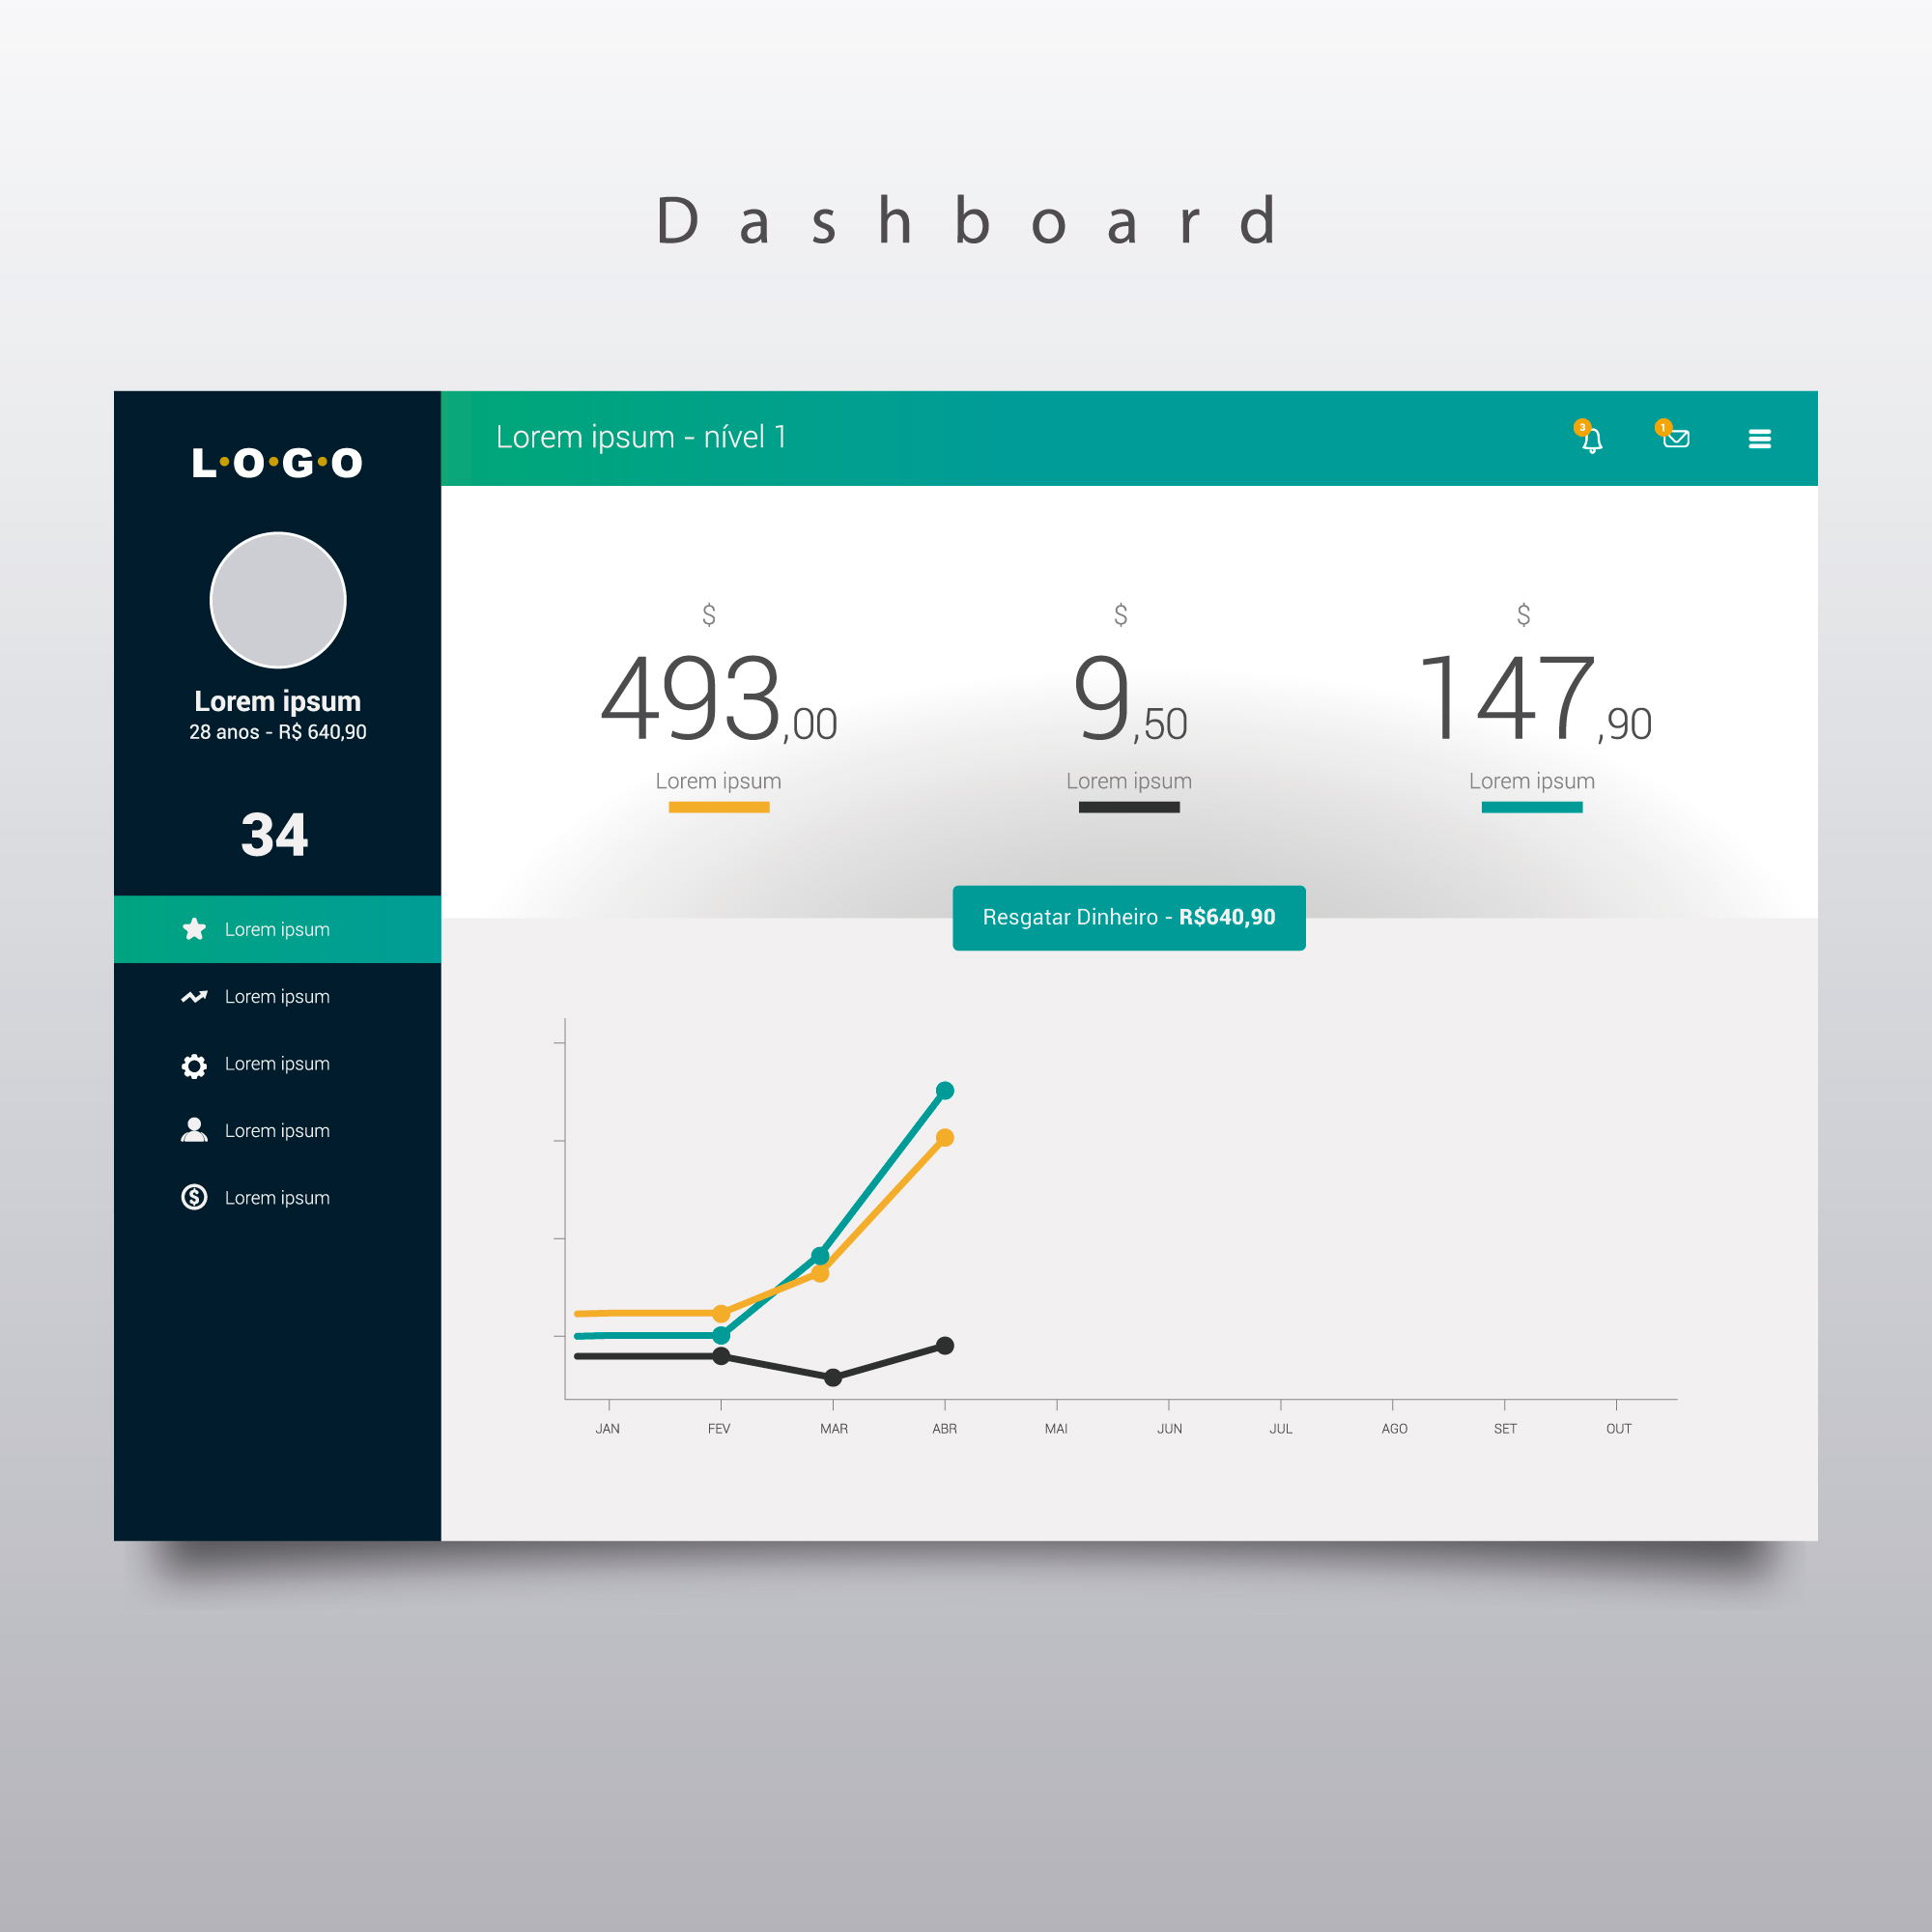 Dashboard
L•O•G•O
Lorem ipsum
28 anos - R$ 640,90
34
Lorem ipsum
Lorem ipsum
Lorem ipsum
Lorem ipsum
$ Lorem ipsum
Lorem ipsum - nível 1
3
1
$
493,00
Lorem ipsum
$
9,50
Lorem ipsum
$
147,90
Lorem ipsum
Resgatar Dinheiro - R$640,90
JAN FEV MAR ABR MAI JUN JUL AGO SET OUT